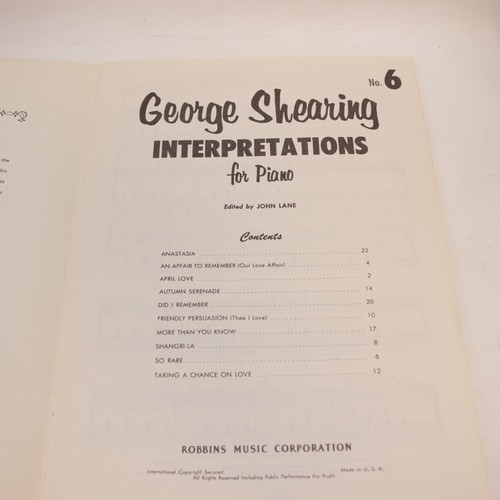 No. 6
George Shearing
INTERPRETATIONS
for Piano
Edited by JOHN LANE
Contents
ANASTASIA 22
AN AFFAIR TO REMEMBER (Our Love Affair) 4
APRIL LOVE 2
AUTUMN SERENADE 14
DID I REMEMBER 20
FRIENDLY PERSUASION (Thee I Love) 10
MORE THAN YOU KNOW 17
SHANGRI-LA 8
SO RARE 6
TAKING A CHANCE ON LOVE 12
ROBBINS MUSIC CORPORATION
International Copyright Secured Made in U. S. A.
All Rights Reserved Including Public Performance For Profit
the